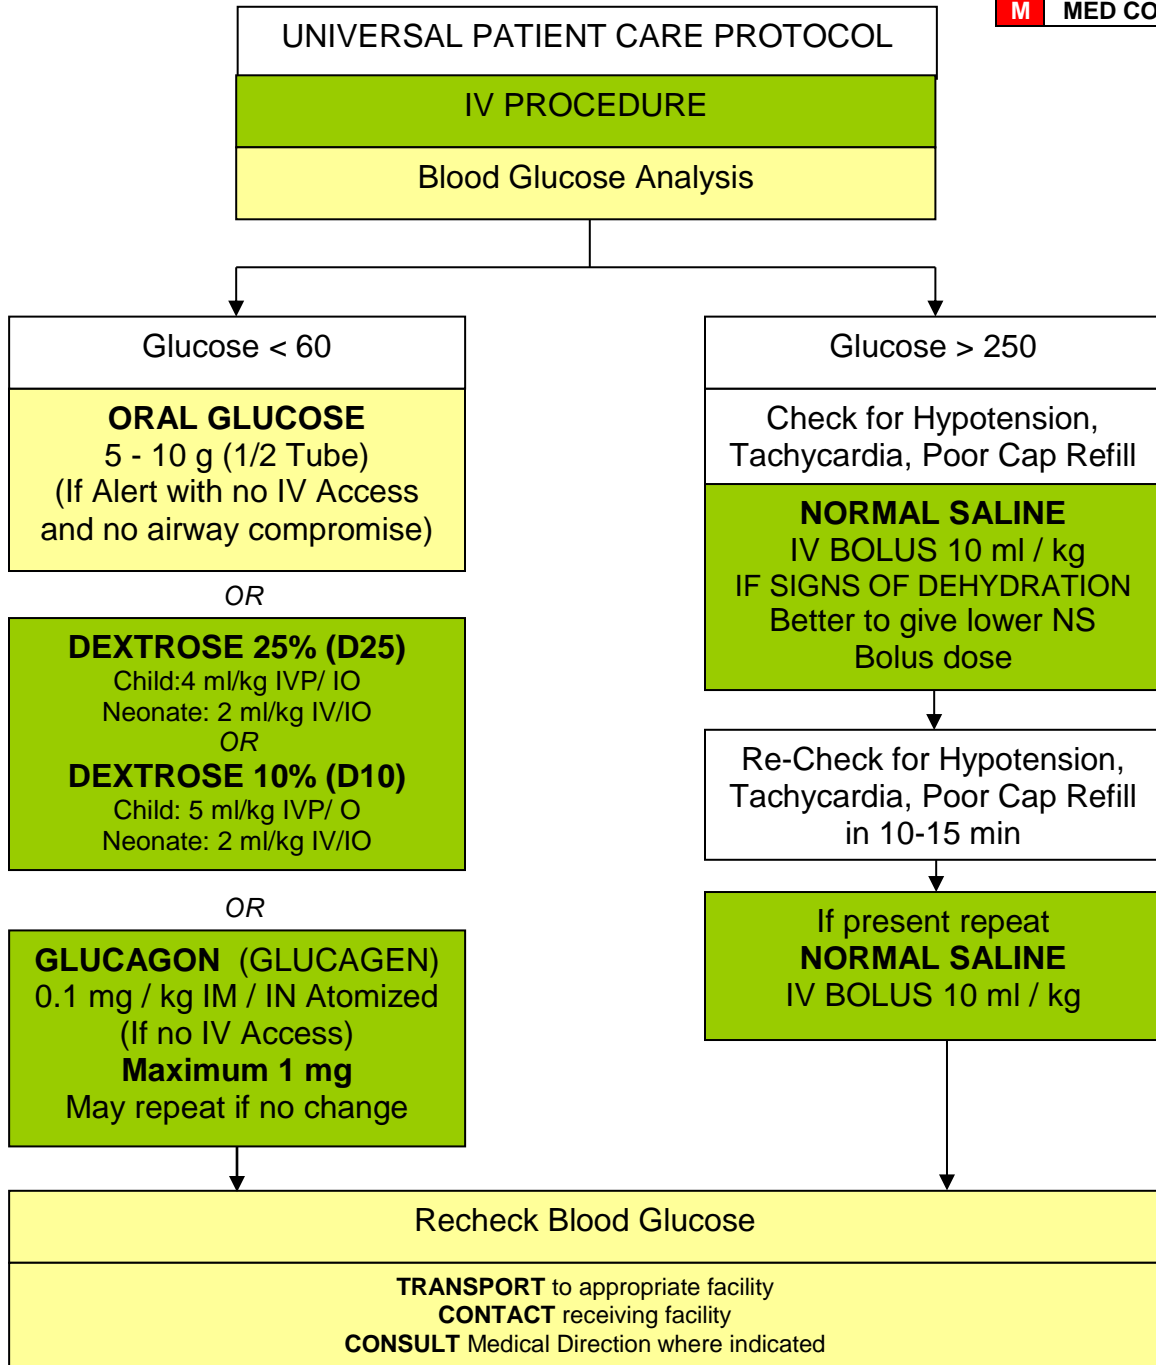 M MED CO
UNIVERSAL PATIENT CARE PROTOCOL
IV PROCEDURE
Blood Glucose Analysis
Glucose < 60
ORAL GLUCOSE
5 - 10 g (1/2 Tube)
(If Alert with no IV Access
and no airway compromise)
OR
DEXTROSE 25% (D25)
Child:4 ml/kg IVP/ IO
Neonate: 2 ml/kg IV/IO
OR
DEXTROSE 10% (D10)
Child: 5 ml/kg IVP/ O
Neonate: 2 ml/kg IV/IO
OR
GLUCAGON (GLUCAGEN)
0.1 mg / kg IM / IN Atomized
(If no IV Access)
Maximum 1 mg
May repeat if no change
Glucose > 250
Check for Hypotension,
Tachycardia, Poor Cap Refill
NORMAL SALINE
IV BOLUS 10 ml / kg
IF SIGNS OF DEHYDRATION
Better to give lower NS
Bolus dose
Re-Check for Hypotension,
Tachycardia, Poor Cap Refill
in 10-15 min
If present repeat
NORMAL SALINE
IV BOLUS 10 ml / kg
Recheck Blood Glucose
TRANSPORT to appropriate facility
CONTACT receiving facility
CONSULT Medical Direction where indicated